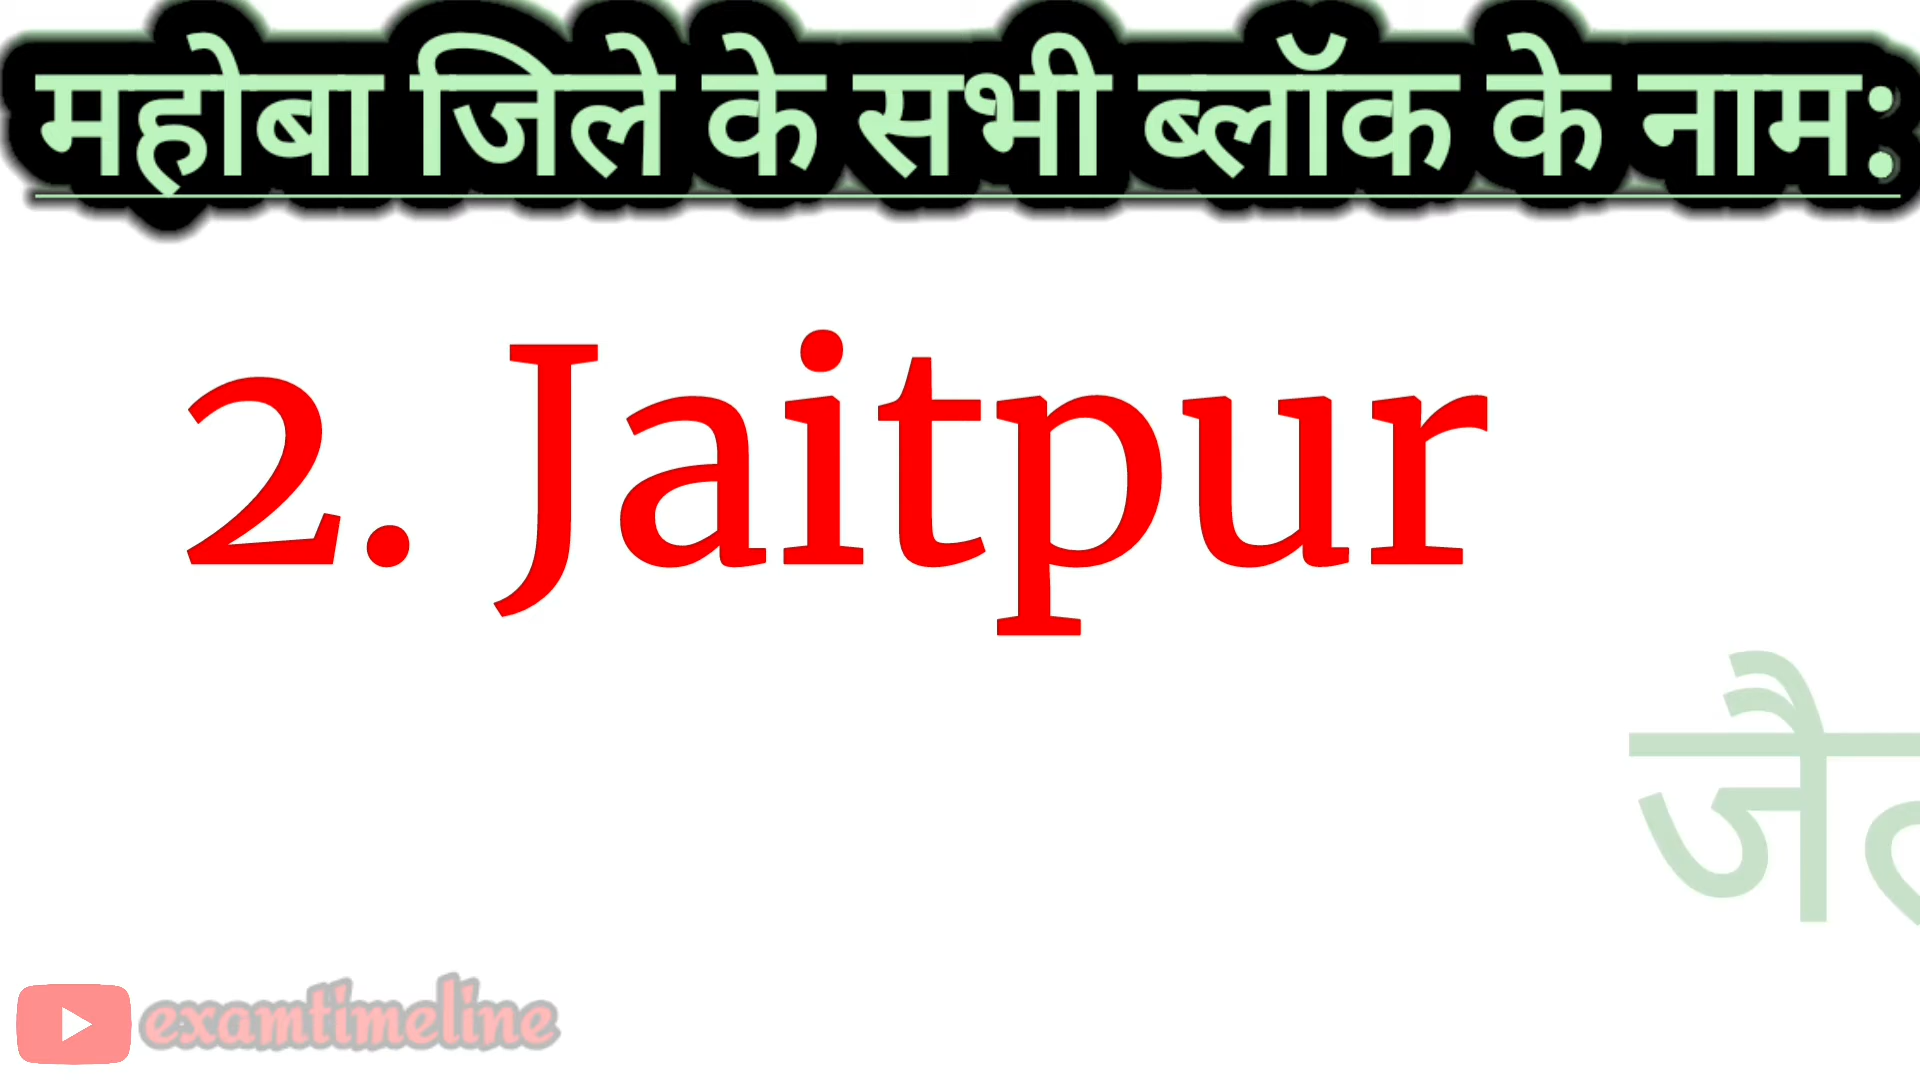 महोबा जिले के सभी ब्लॉक के नाम:
2. Jaitpur
examtimeline